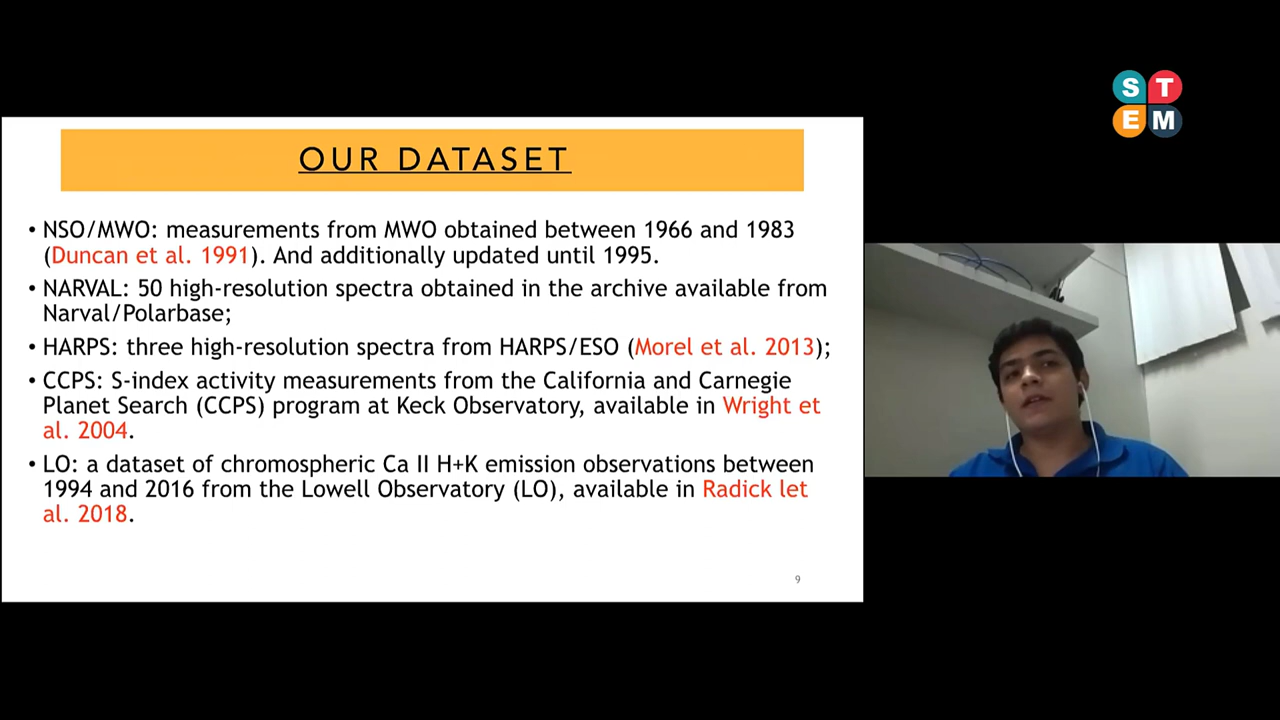 S T
E M
OUR DATASET
• NSO/MWO: measurements from MWO obtained between 1966 and 1983
(Duncan et al. 1991). And additionally updated until 1995.
• NARVAL: 50 high-resolution spectra obtained in the archive available from
Narval/Polarbase;
• HARPS: three high-resolution spectra from HARPS/ESO (Morel et al. 2013);
• CCPS: S-index activity measurements from the California and Carnegie
Planet Search (CCPS) program at Keck Observatory, available in Wright et
al. 2004.
• LO: a dataset of chromospheric Ca II H+K emission observations between
1994 and 2016 from the Lowell Observatory (LO), available in Radick let
al. 2018.
9